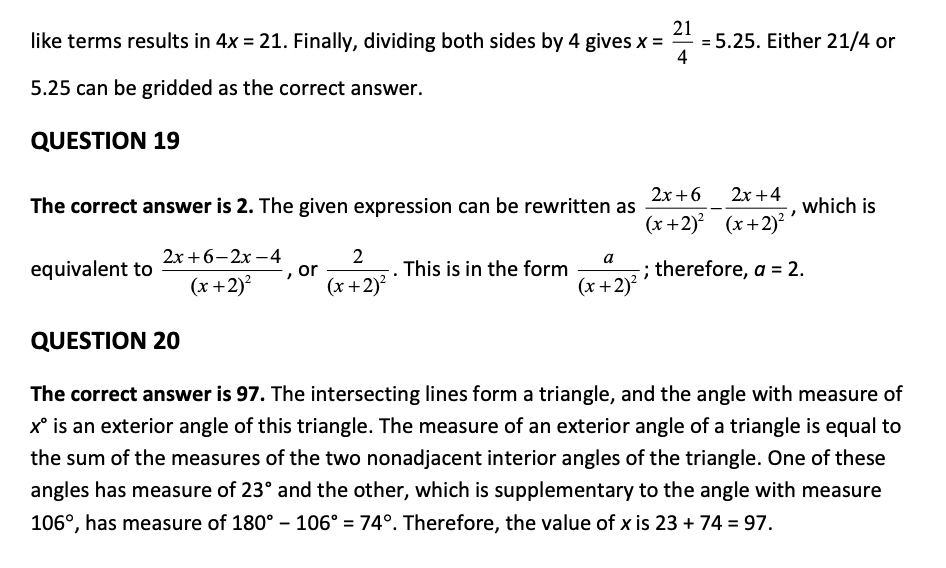 like terms results in 4x = 21. Finally, dividing both sides by 4 gives x = 21/4 = 5.25. Either 21/4 or
5.25 can be gridded as the correct answer.
QUESTION 19
The correct answer is 2. The given expression can be rewritten as (2x+6)/(x+2)² − (2x+4)/(x+2)², which is
equivalent to (2x+6−2x−4)/(x+2)², or 2/(x+2)². This is in the form a/(x+2)²; therefore, a = 2.
QUESTION 20
The correct answer is 97. The intersecting lines form a triangle, and the angle with measure of
x° is an exterior angle of this triangle. The measure of an exterior angle of a triangle is equal to
the sum of the measures of the two nonadjacent interior angles of the triangle. One of these
angles has measure of 23° and the other, which is supplementary to the angle with measure
106°, has measure of 180° − 106° = 74°. Therefore, the value of x is 23 + 74 = 97.